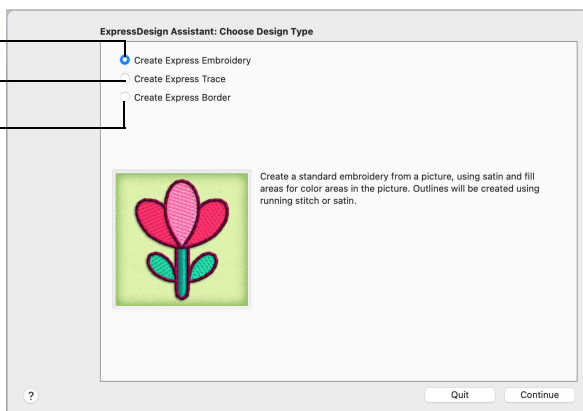 ExpressDesign Assistant: Choose Design Type
Create Express Embroidery
Create Express Trace
Create Express Border
Create a standard embroidery from a picture, using satin and fill
areas for color areas in the picture. Outlines will be created using
running stitch or satin.
?
Quit
Continue